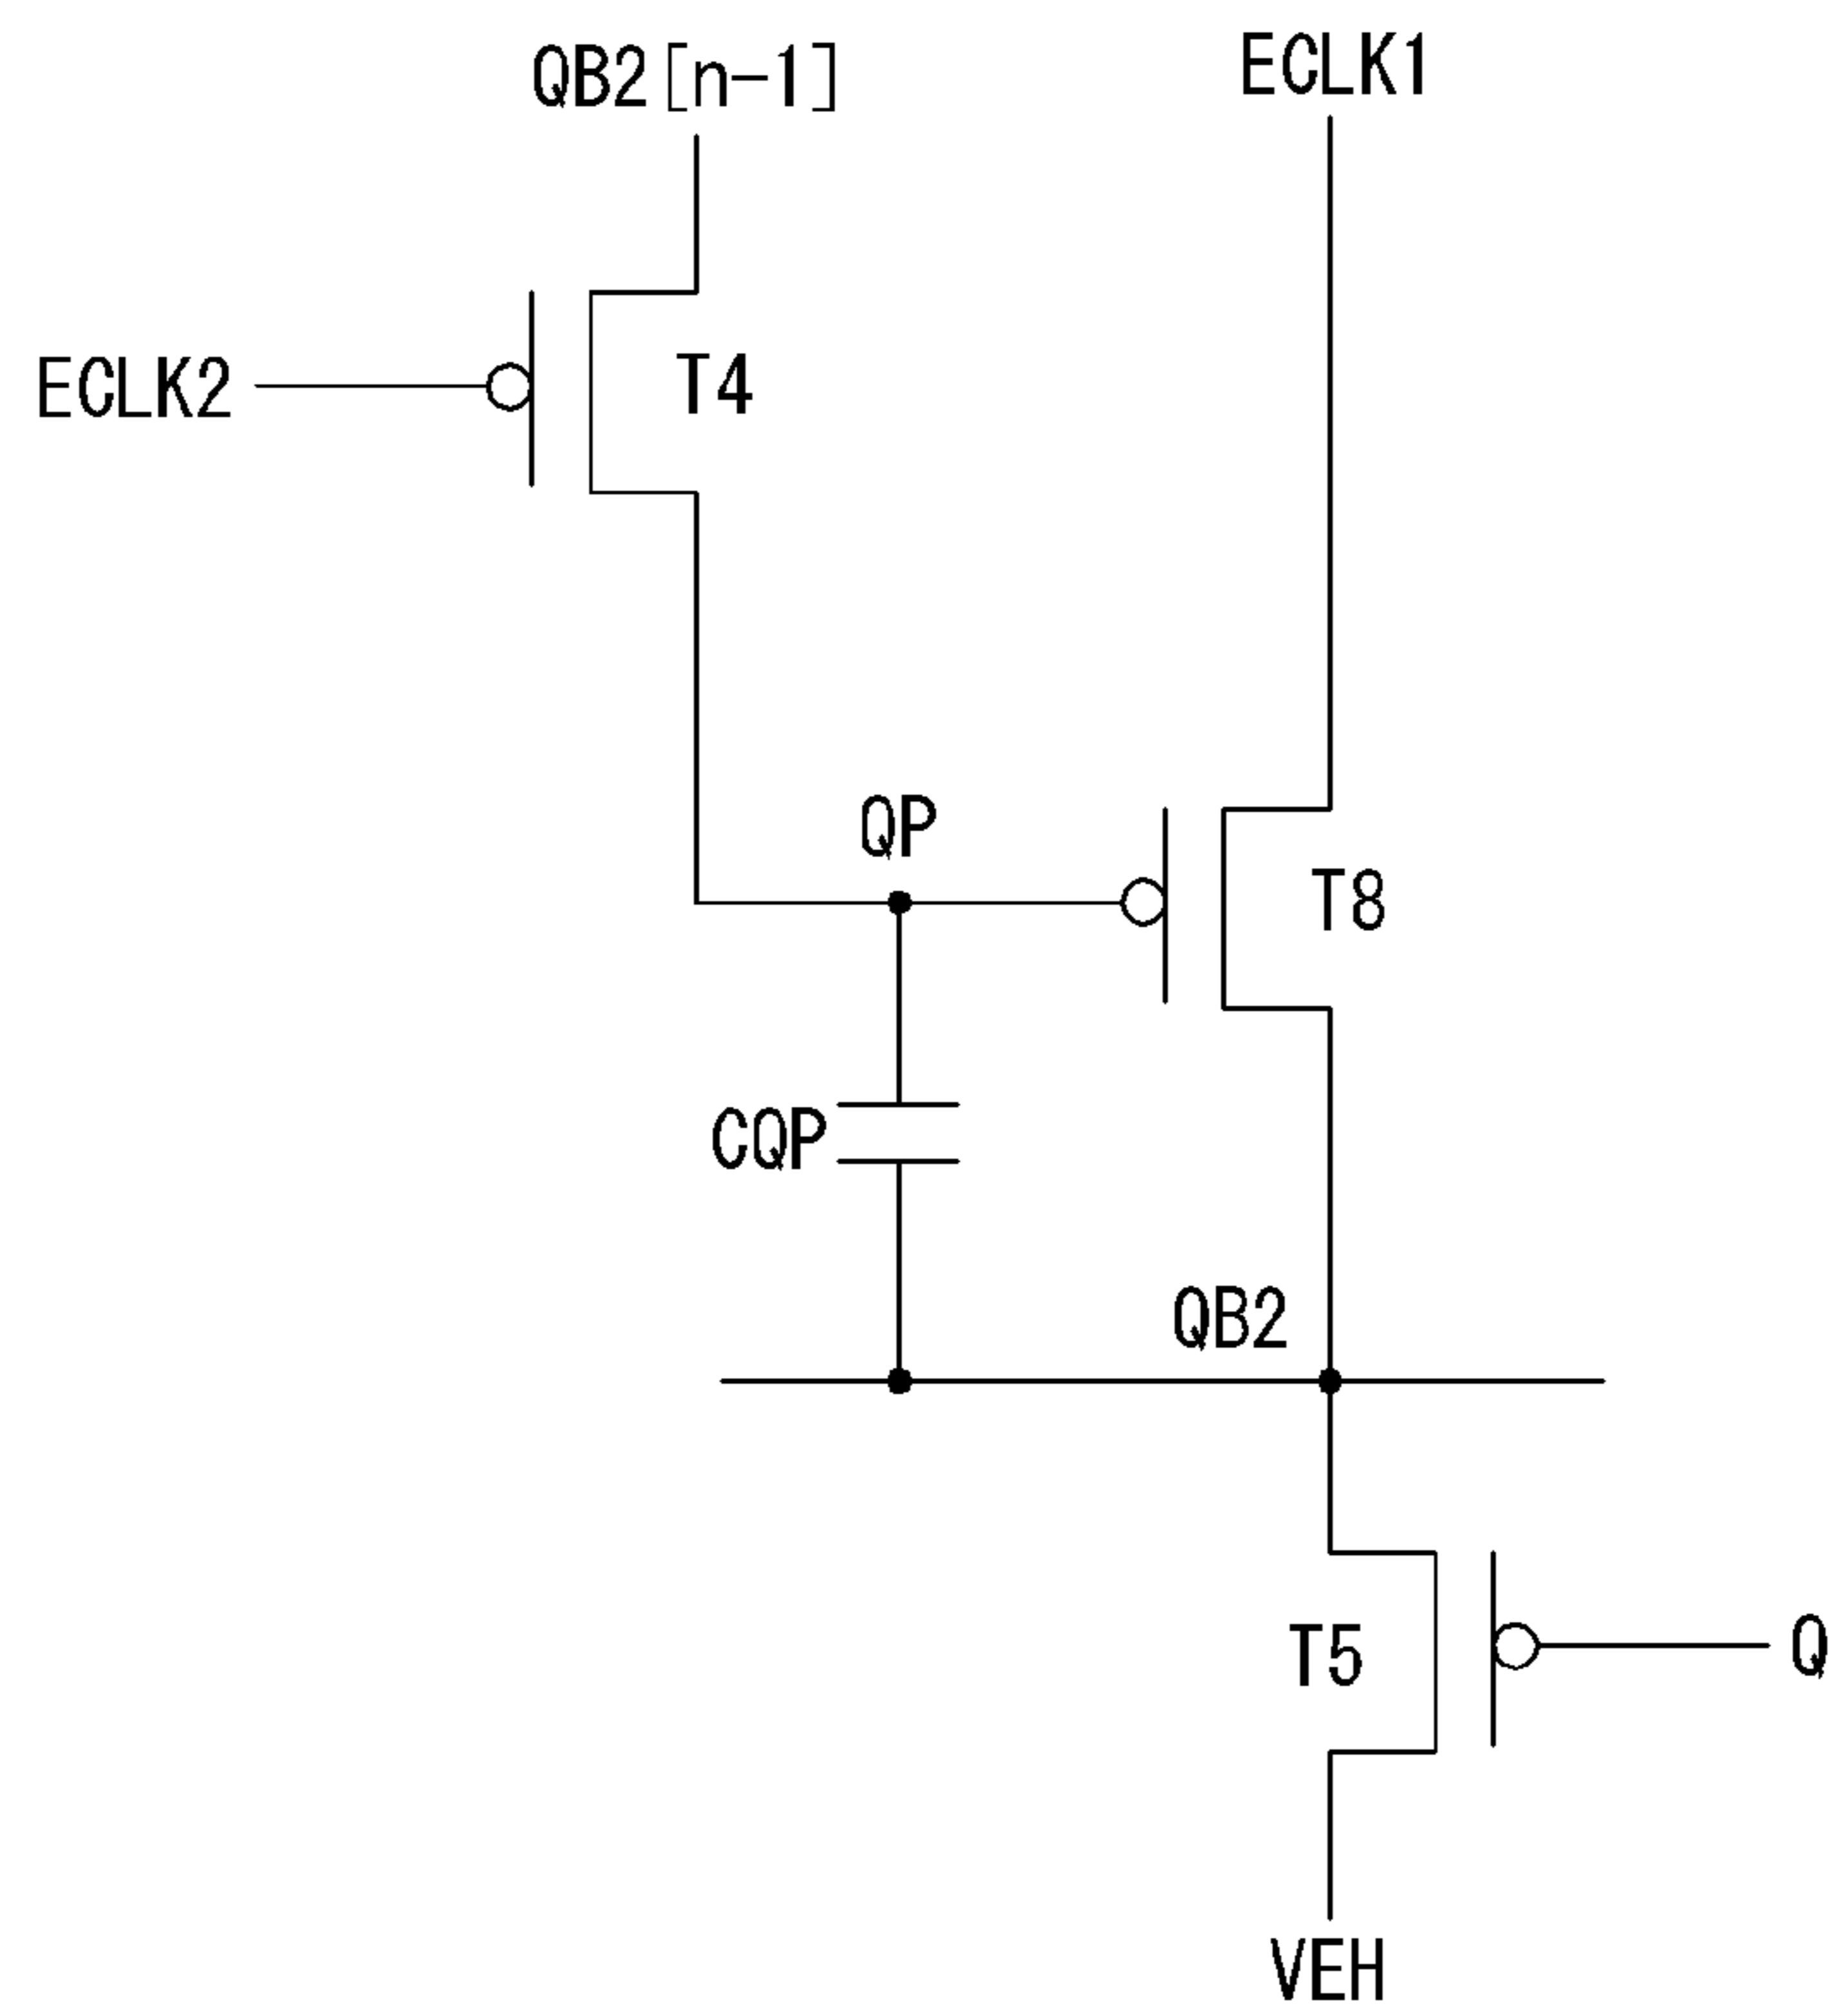 QB2[n-1]
ECLK1
ECLK2
T4
QP
T8
CQP
QB2
T5
Q
VEH